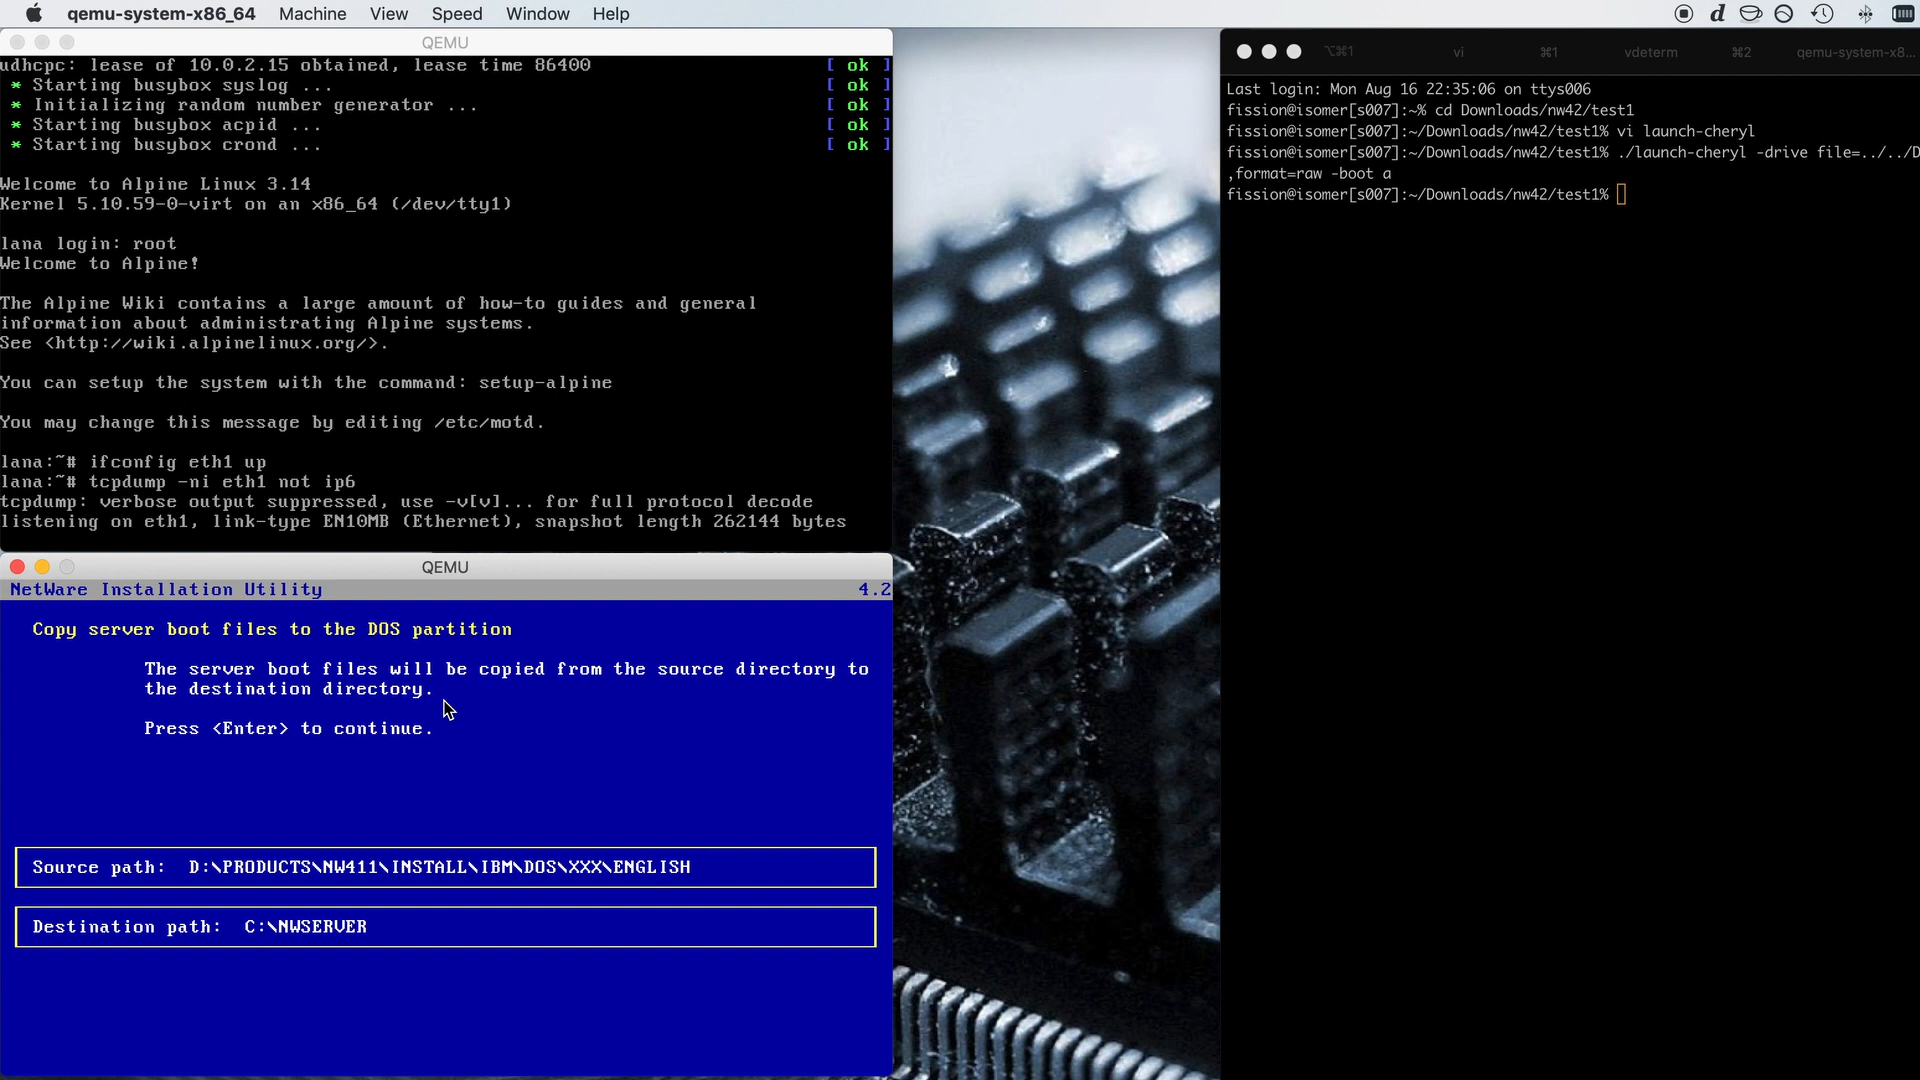 qemu-system-x86_64 Machine View Speed Window Help
QEMU
udhcpc: lease of 10.0.2.15 obtained, lease time 86400 [ ok ]
* Starting busybox syslog ... [ ok ]
* Initializing random number generator ... [ ok ]
* Starting busybox acpid ... [ ok ]
* Starting busybox crond ... [ ok ]
Welcome to Alpine Linux 3.14
Kernel 5.10.59-0-virt on an x86_64 (/dev/tty1)
lana login: root
Welcome to Alpine!
The Alpine Wiki contains a large amount of how-to guides and general
information about administrating Alpine systems.
See <http://wiki.alpinelinux.org/>.
You can setup the system with the command: setup-alpine
You may change this message by editing /etc/motd.
lana:~# ifconfig eth1 up
lana:~# tcpdump -ni eth1 not ip6
tcpdump: verbose output suppressed, use -v[v]... for full protocol decode
listening on eth1, link-type EN10MB (Ethernet), snapshot length 262144 bytes
QEMU
NetWare Installation Utility 4.2
Copy server boot files to the DOS partition
The server boot files will be copied from the source directory to
the destination directory.
Press <Enter> to continue.
Source path: D:\PRODUCTS\NW411\INSTALL\IBM\DOS\XXX\ENGLISH
Destination path: C:\NWSERVER
⌥⌘1 vi ⌘1 vdeterm ⌘2 qemu-system-x8...
Last login: Mon Aug 16 22:35:06 on ttys006
fission@isomer[s007]:~% cd Downloads/nw42/test1
fission@isomer[s007]:~/Downloads/nw42/test1% vi launch-cheryl
fission@isomer[s007]:~/Downloads/nw42/test1% ./launch-cheryl -drive file=../../D
,format=raw -boot a
fission@isomer[s007]:~/Downloads/nw42/test1%